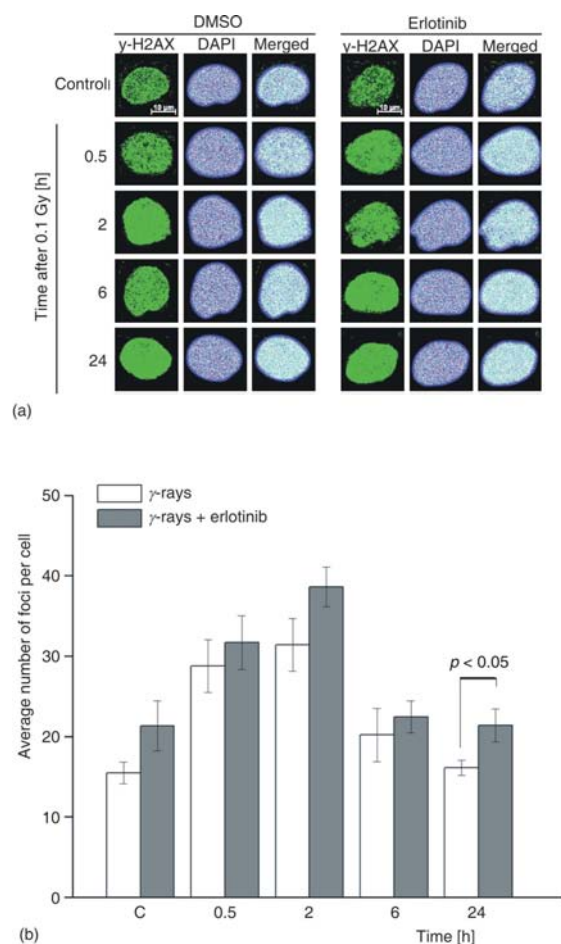 DMSO Erlotinib
γ-H2AX DAPI Merged γ-H2AX DAPI Merged
Control
10 μm 10 μm
Time after 0.1 Gy [h]
0.5
2
6
24
(a)
γ-rays
γ-rays + erlotinib
Average number of foci per cell
50
40
30
20
10
0
p < 0.05
C 0.5 2 6 24
Time [h]
(b)